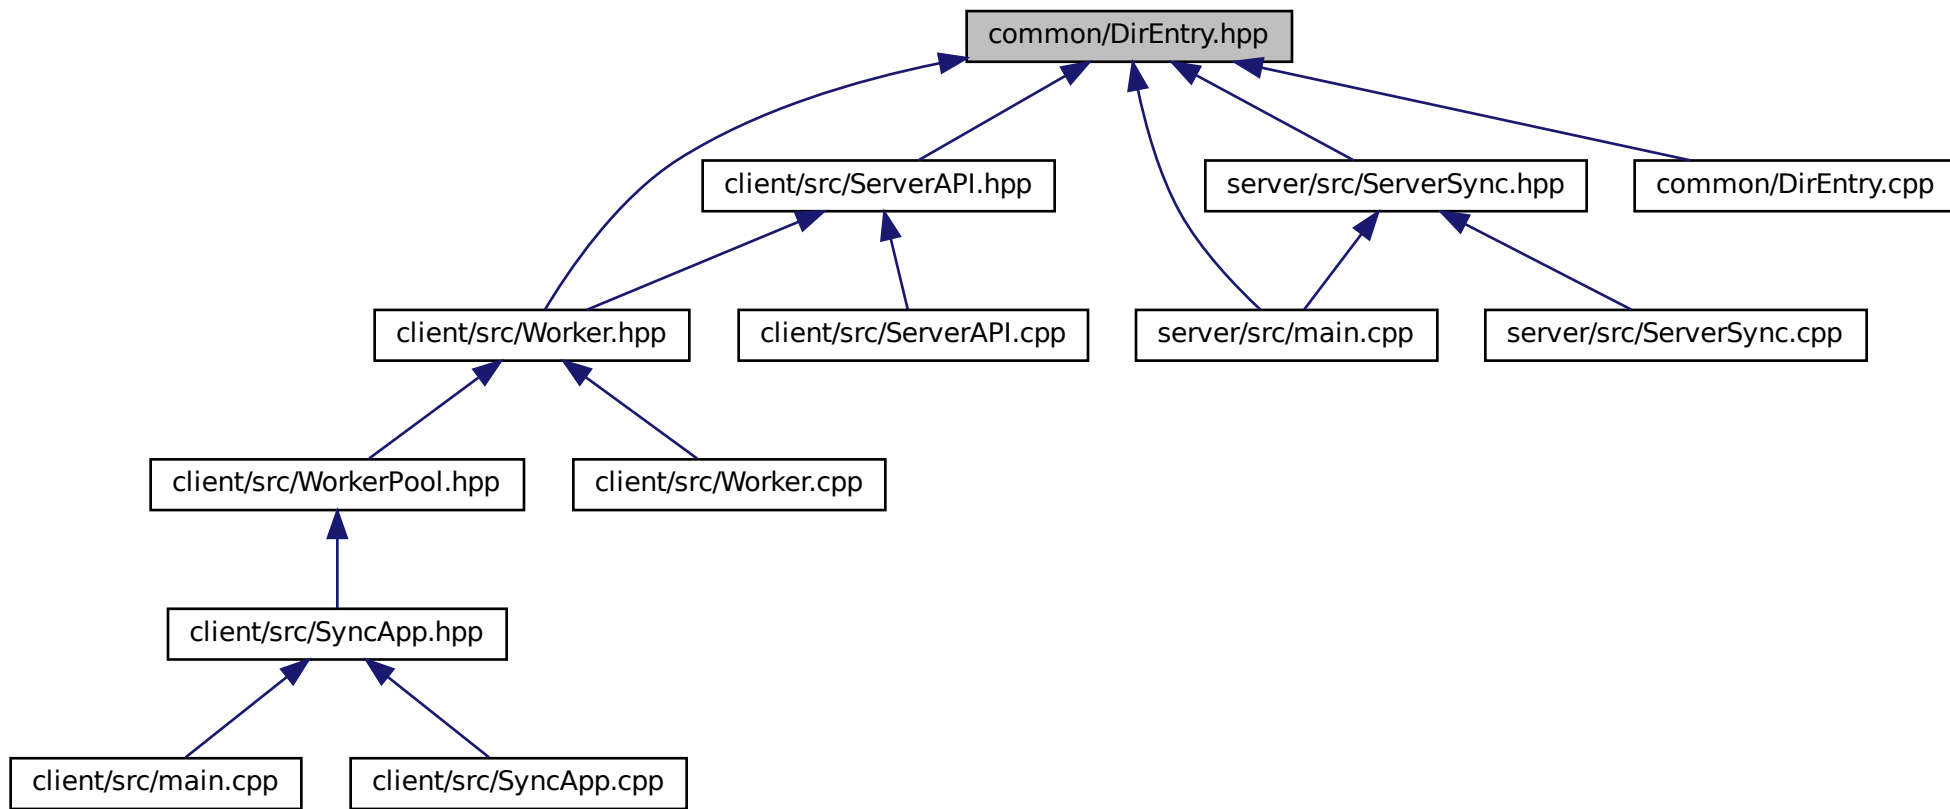 common/DirEntry.hpp
client/src/ServerAPI.hpp
server/src/ServerSync.hpp
common/DirEntry.cpp
client/src/Worker.hpp
client/src/ServerAPI.cpp
server/src/main.cpp
server/src/ServerSync.cpp
client/src/WorkerPool.hpp
client/src/Worker.cpp
client/src/SyncApp.hpp
client/src/main.cpp
client/src/SyncApp.cpp